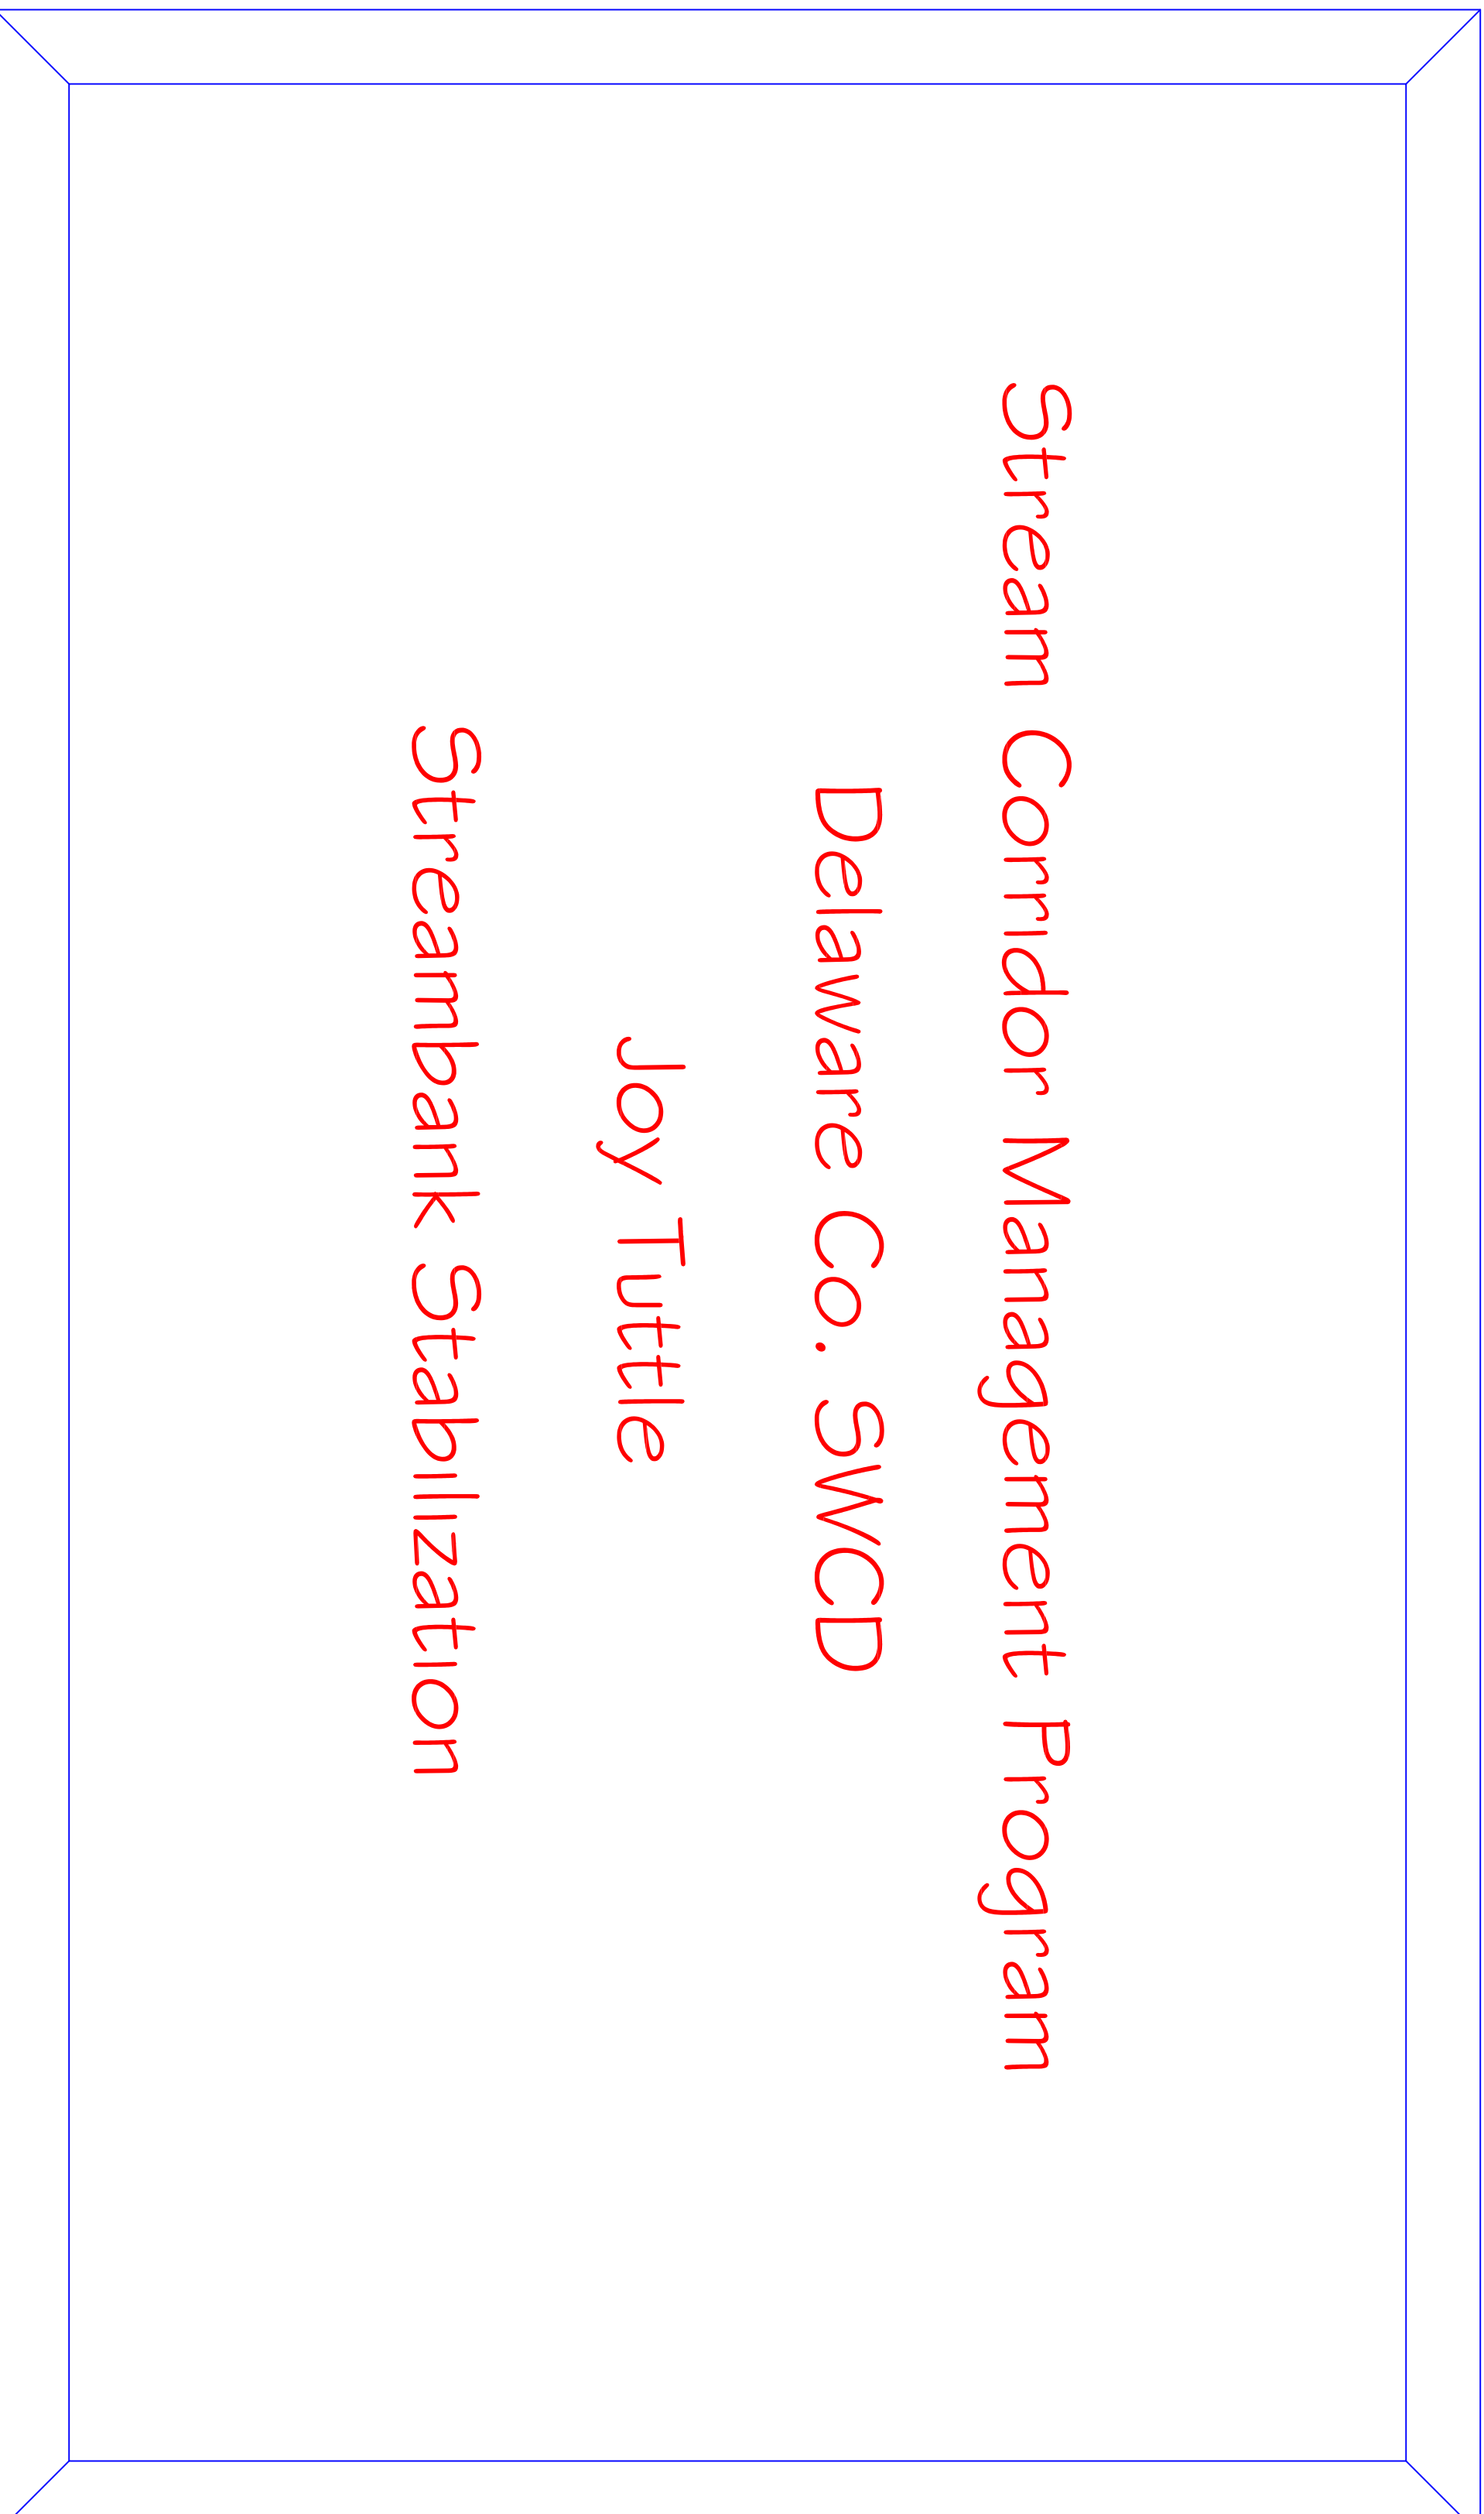 Stream Corridor Management Program
Delaware Co. SWCD
Joy Tuttle
Streambank Stabilization